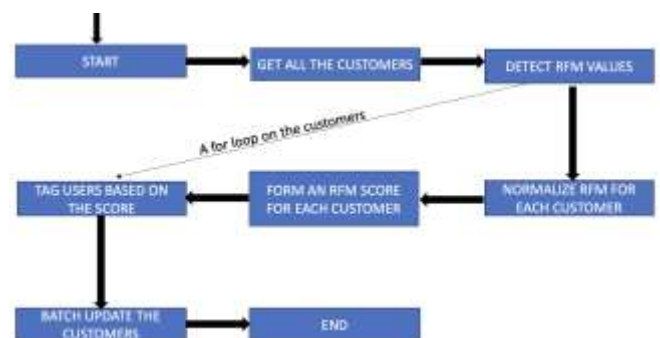 START
GET ALL THE CUSTOMERS
DETECT RFM VALUES
A for loop on the customers
TAG USERS BASED ON
THE SCORE
FORM AN RFM SCORE
FOR EACH CUSTOMER
NORMALIZE RFM FOR
EACH CUSTOMER
BATCH UPDATE THE
CUSTOMERS
END